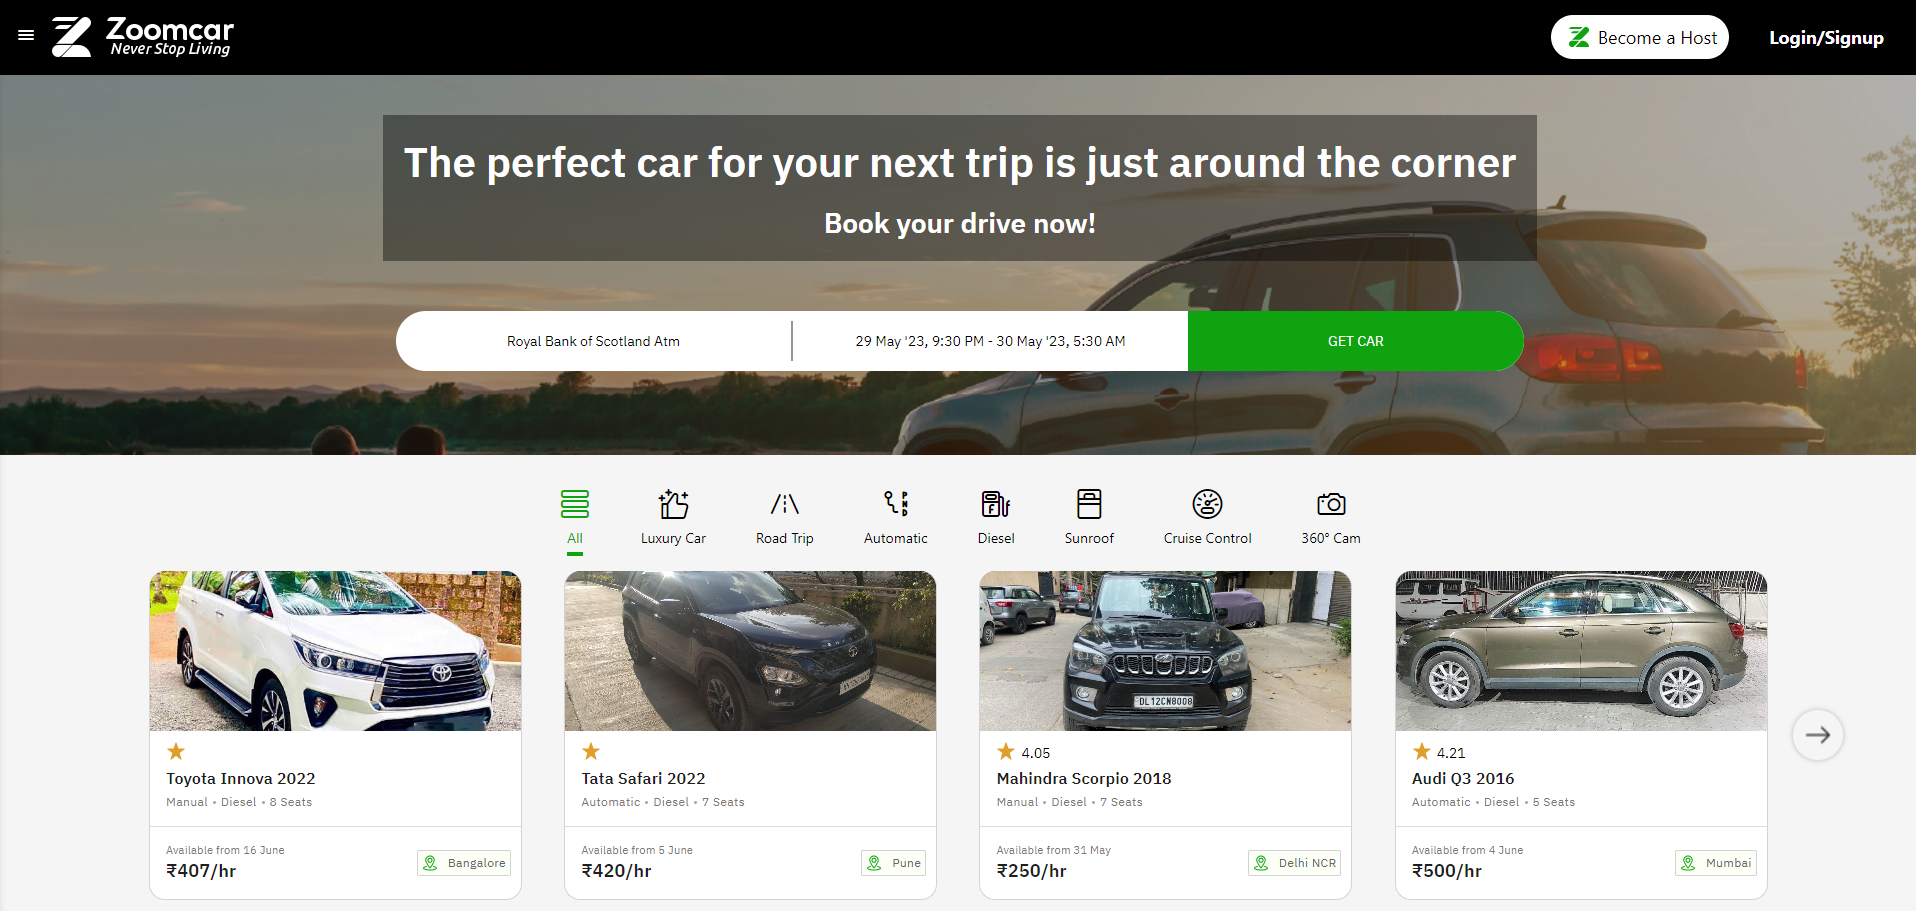 Zoomcar
Never Stop Living
Become a Host
Login/Signup
The perfect car for your next trip is just around the corner
Book your drive now!
Royal Bank of Scotland Atm
29 May '23, 9:30 PM - 30 May '23, 5:30 AM
GET CAR
All
Luxury Car
Road Trip
Automatic
Diesel
Sunroof
Cruise Control
360° Cam
Toyota Innova 2022
Manual • Diesel • 8 Seats
Available from 16 June
₹407/hr
Bangalore
Tata Safari 2022
Automatic • Diesel • 7 Seats
Available from 5 June
₹420/hr
Pune
DL12CW8008
4.05
Mahindra Scorpio 2018
Manual • Diesel • 7 Seats
Available from 31 May
₹250/hr
Delhi NCR
4.21
Audi Q3 2016
Automatic • Diesel • 5 Seats
Available from 4 June
₹500/hr
Mumbai